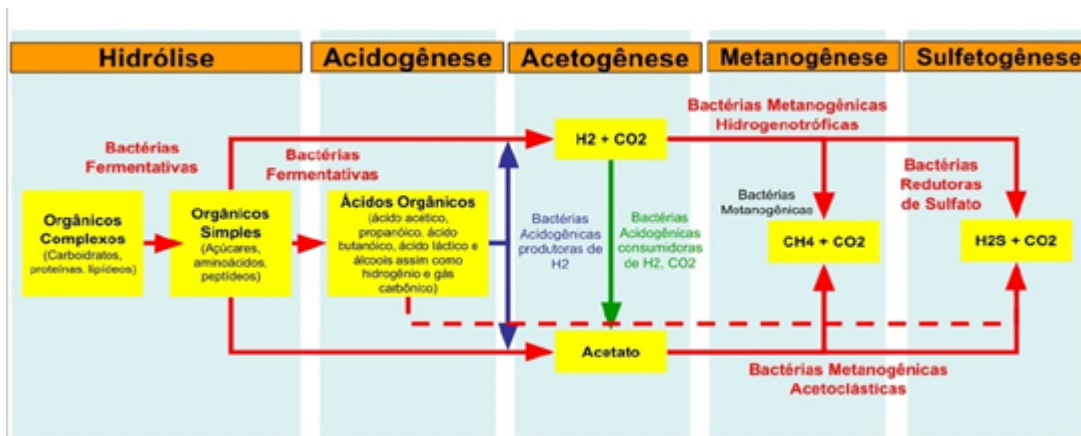 Hidrólise
Acidogênese
Acetogênese
Metanogênese
Sulfetogênese
Bactérias
Fermentativas
Bactérias
Fermentativas
H2 + CO2
Bactérias Metanogênicas
Hidrogenotróficas
Bactérias
Redutoras
de Sulfato
Orgânicos
Complexos
(Carboidratos,
proteínas, lipídeos)
Orgânicos
Simples
(Açúcares,
aminoácidos,
peptídeos)
Ácidos Orgânicos
(ácido acético,
propanóico, ácido
butanóico, ácido láctico e
álcoois assim como
hidrogênio e gás
carbônico)
Bactérias
Acidogênicas
produtoras de
H2
Bactérias
Acidogênicas
consumidoras
de H2, CO2
Bactérias
Metanogênicas
CH4 + CO2
H2S + CO2
Acetato
Bactérias Metanogênicas
Acetoclásticas